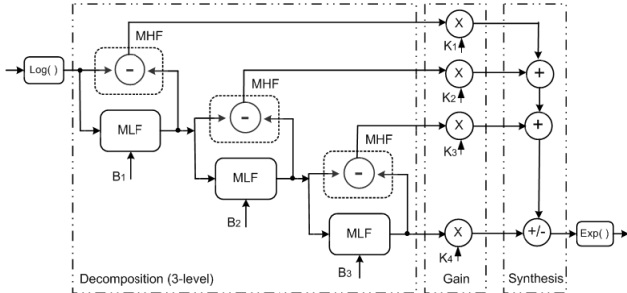 MHF
X
K1
Log( )
-
MHF
X
K2
+
MLF
-
MHF
X
K3
+
B1
MLF
-
B2
MLF
X
K4
+/-
Exp( )
B3
Decomposition (3-level)
Gain
Synthesis